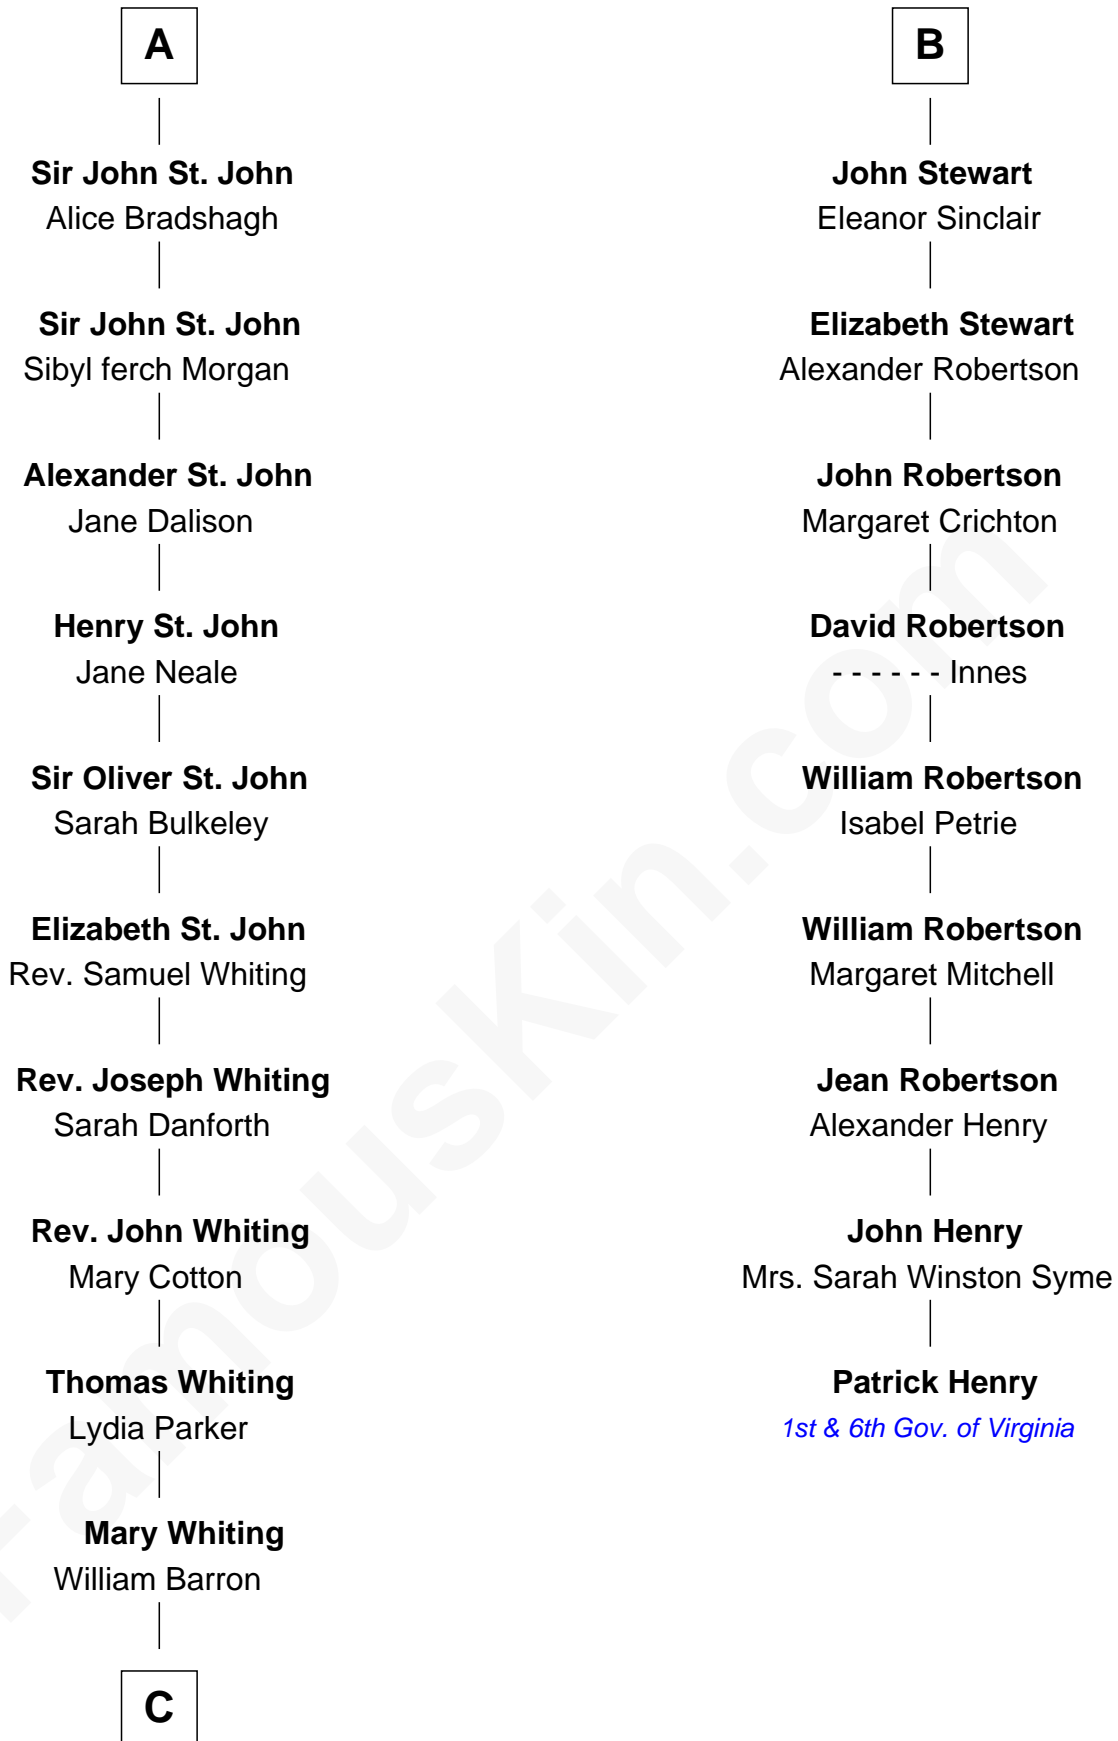 A
Sir John St. John
Alice Bradshagh
Sir John St. John
Sibyl ferch Morgan
Alexander St. John
Jane Dalison
Henry St. John
Jane Neale
Sir Oliver St. John
Sarah Bulkeley
Elizabeth St. John
Rev. Samuel Whiting
Rev. Joseph Whiting
Sarah Danforth
Rev. John Whiting
Mary Cotton
Thomas Whiting
Lydia Parker
Mary Whiting
William Barron
C
B
John Stewart
Eleanor Sinclair
Elizabeth Stewart
Alexander Robertson
John Robertson
Margaret Crichton
David Robertson
- - - - - - Innes
William Robertson
Isabel Petrie
William Robertson
Margaret Mitchell
Jean Robertson
Alexander Henry
John Henry
Mrs. Sarah Winston Syme
Patrick Henry
1st & 6th Gov. of Virginia
FamousKin.com